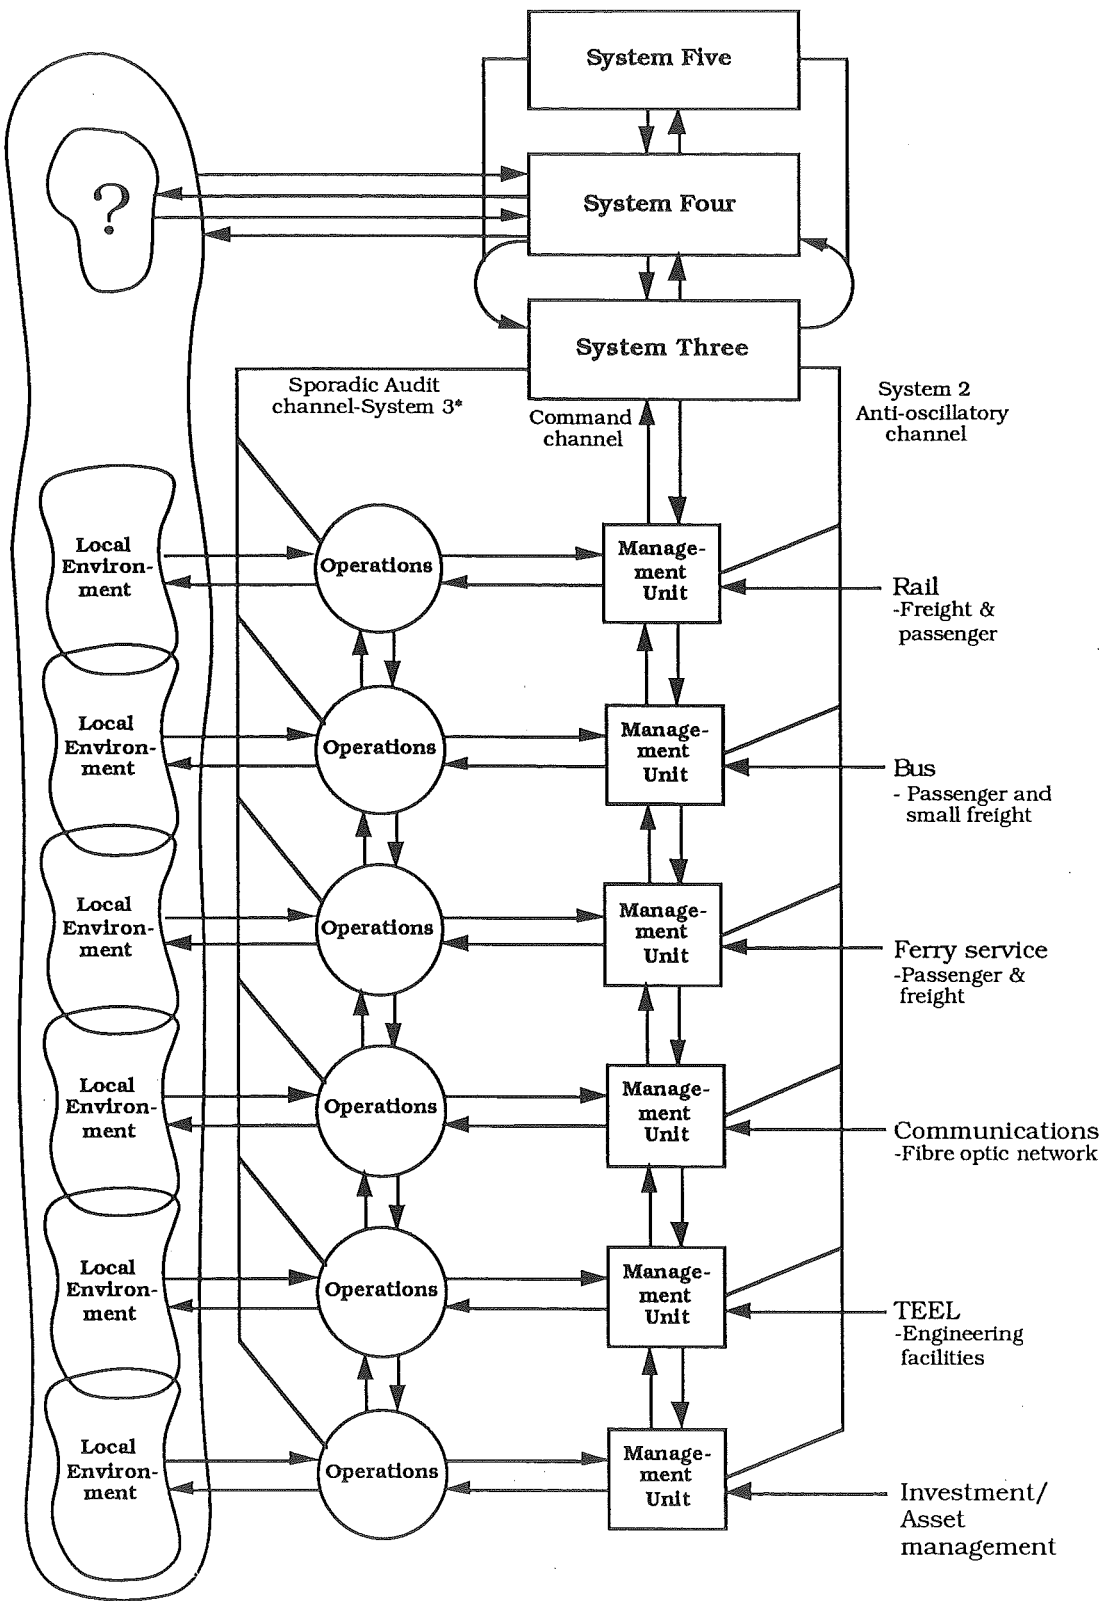 System Five
?
System Four
System Three
Sporadic Audit
channel-System 3*
Command
channel
System 2
Anti-oscillatory
channel
Local
Environ-
ment
Operations
Manage-
ment
Unit
Rail
-Freight &
passenger
Local
Environ-
ment
Operations
Manage-
ment
Unit
Bus
- Passenger and
small freight
Local
Environ-
ment
Operations
Manage-
ment
Unit
Ferry service
-Passenger &
freight
Local
Environ-
ment
Operations
Manage-
ment
Unit
Communications
-Fibre optic network
Local
Environ-
ment
Operations
Manage-
ment
Unit
TEEL
-Engineering
facilities
Local
Environ-
ment
Operations
Manage-
ment
Unit
Investment/
Asset
management